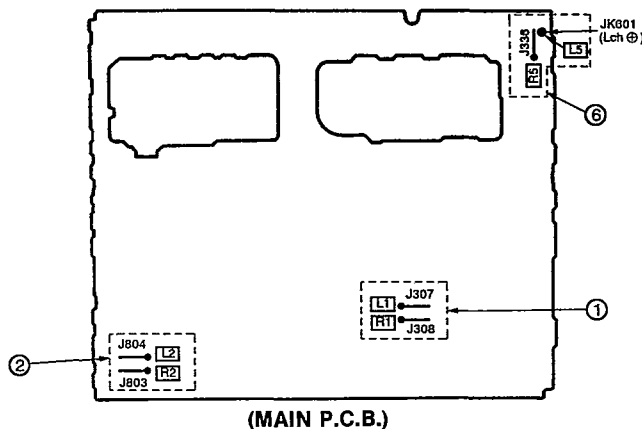 JK601
(Lch ⊕)
J336
L5
R5
⑥
J307
L1
R1
J308
①
J804
L2
②
J803
R2
(MAIN P.C.B.)